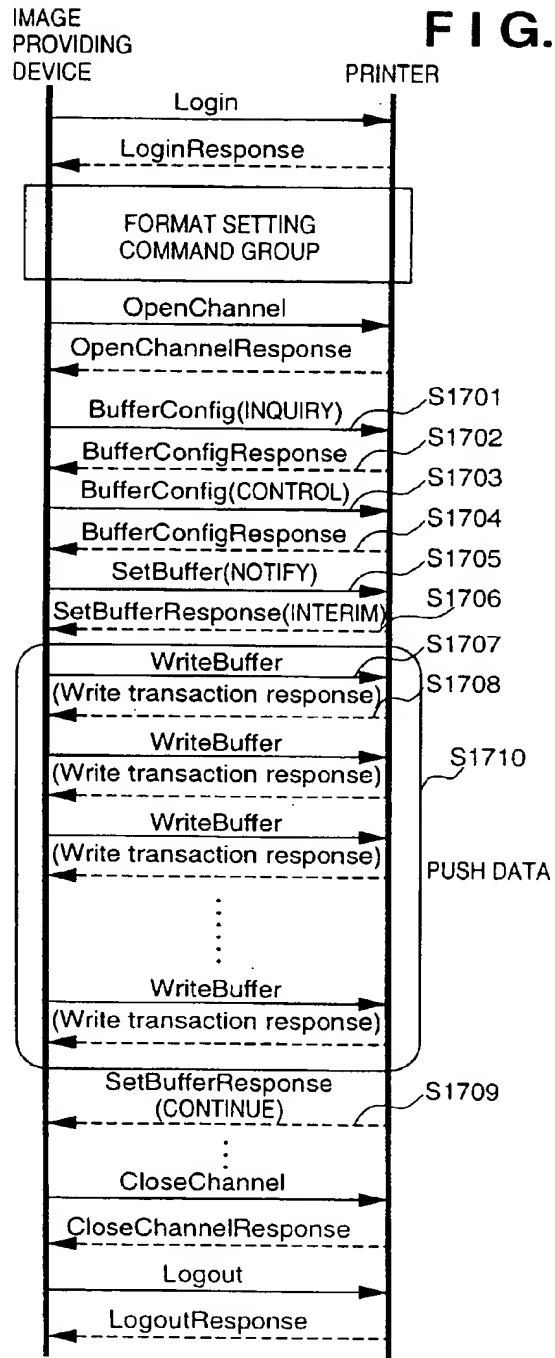 IMAGE
PROVIDING
DEVICE
FIG.
PRINTER
Login
LoginResponse
FORMAT SETTING
COMMAND GROUP
OpenChannel
OpenChannelResponse
BufferConfig(INQUIRY)
S1701
BufferConfigResponse
S1702
BufferConfig(CONTROL)
S1703
BufferConfigResponse
S1704
SetBuffer(NOTIFY)
S1705
SetBufferResponse(INTERIM)
S1706
WriteBuffer
S1707
(Write transaction response)
S1708
WriteBuffer
S1710
(Write transaction response)
WriteBuffer
(Write transaction response)
PUSH DATA
WriteBuffer
(Write transaction response)
SetBufferResponse
(CONTINUE)
S1709
CloseChannel
CloseChannelResponse
Logout
LogoutResponse